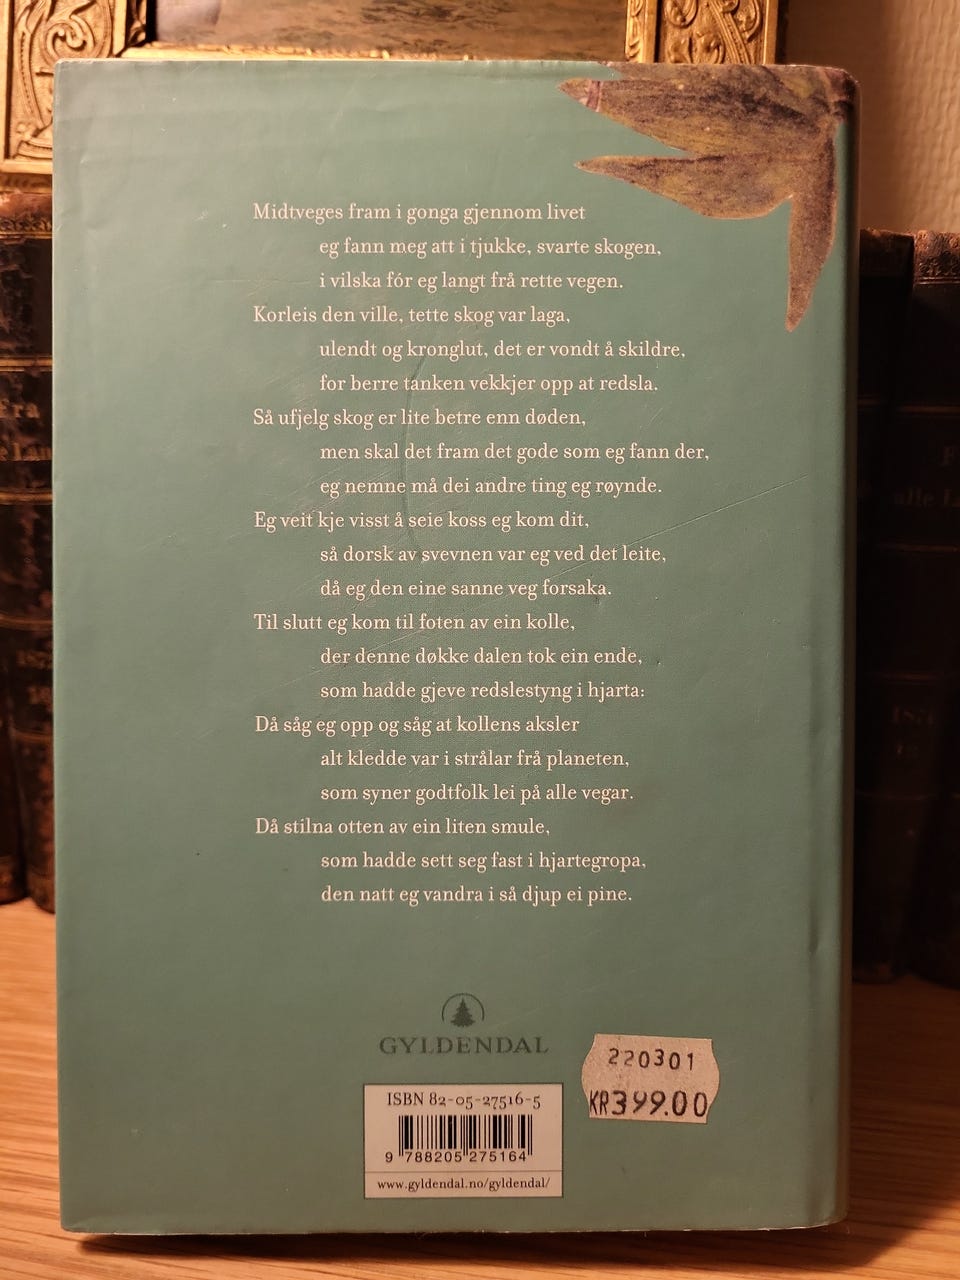 Midtveges fram i gonga gjennom livet
eg fann meg att i tjukke, svarte skogen,
i vilska fór eg langt frå rette vegen.
Korleis den ville, tette skog var laga,
ulendt og kronglut, det er vondt å skildre,
for berre tanken vekkjer opp at redsla.
Så ufjelg skog er lite betre enn døden,
men skal det fram det gode som eg fann der,
eg nemne må dei andre ting eg røynde.
Eg veit kje visst å seie koss eg kom dit,
så dorsk av svevnen var eg ved det leite,
då eg den eine sanne veg forsaka.
Til slutt eg kom til foten av ein kolle,
der denne døkke dalen tok ein ende,
som hadde gjeve redslestyng i hjarta:
Då såg eg opp og såg at kollens aksler
alt kledde var i strålar frå planeten,
som syner godtfolk lei på alle vegar.
Då stilna otten av ein liten smule,
som hadde sett seg fast i hjartegropa,
den natt eg vandra i så djup ei pine.
GYLDENDAL
220301
KR399.00
ISBN 82-05-27516-5
9 788205 275164
www.gyldendal.no/gyldendal/